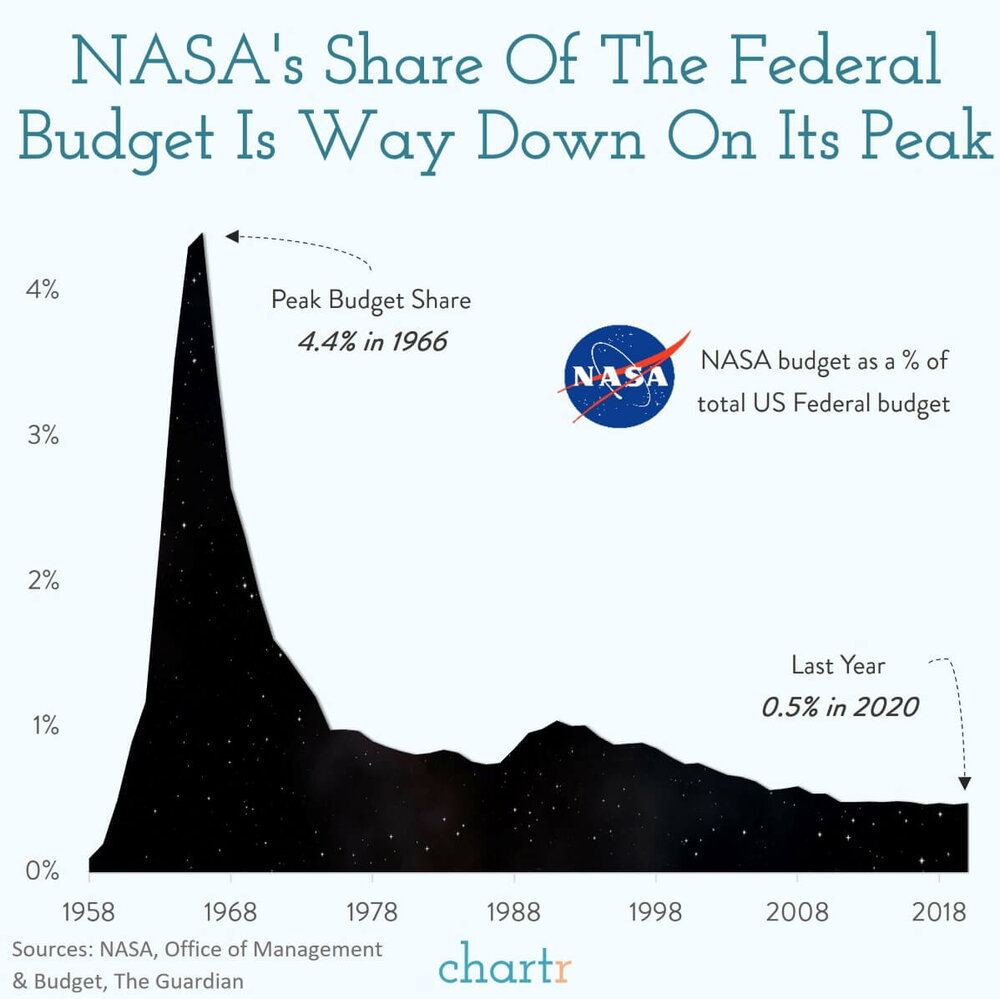 NASA's Share Of The Federal
Budget Is Way Down On Its Peak
4%
3%
2%
1%
0%
Peak Budget Share
4.4% in 1966
NASA
NASA budget as a % of
total US Federal budget
Last Year
0.5% in 2020
1958 1968 1978 1988 1998 2008 2018
Sources: NASA, Office of Management
& Budget, The Guardian
chartr